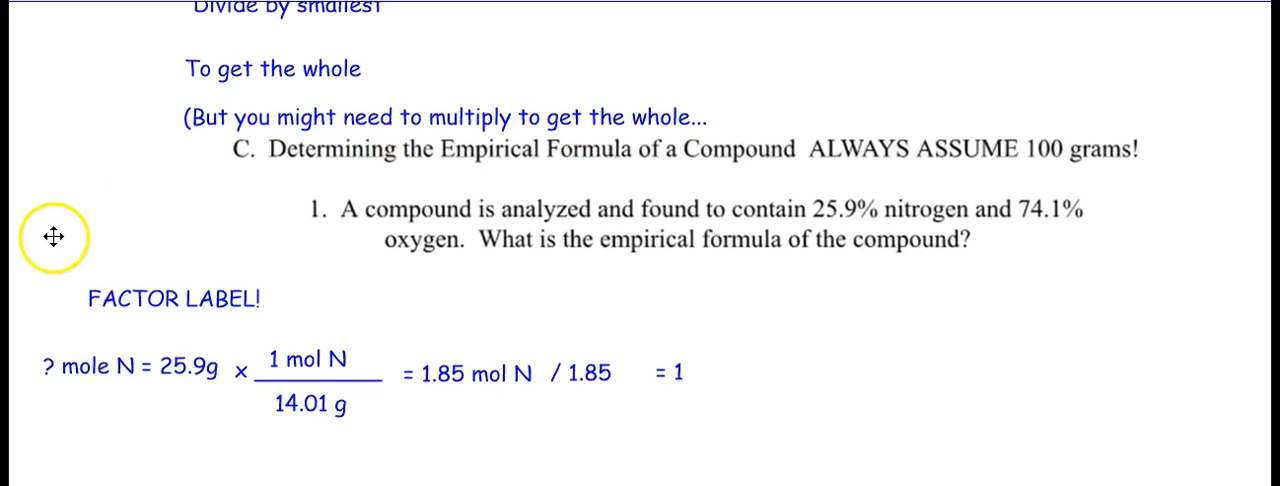 Divide by smallest
To get the whole
(But you might need to multiply to get the whole...
C. Determining the Empirical Formula of a Compound ALWAYS ASSUME 100 grams!
1. A compound is analyzed and found to contain 25.9% nitrogen and 74.1%
oxygen. What is the empirical formula of the compound?
FACTOR LABEL!
? mole N = 25.9g x 1 mol N = 1.85 mol N / 1.85 = 1
14.01 g